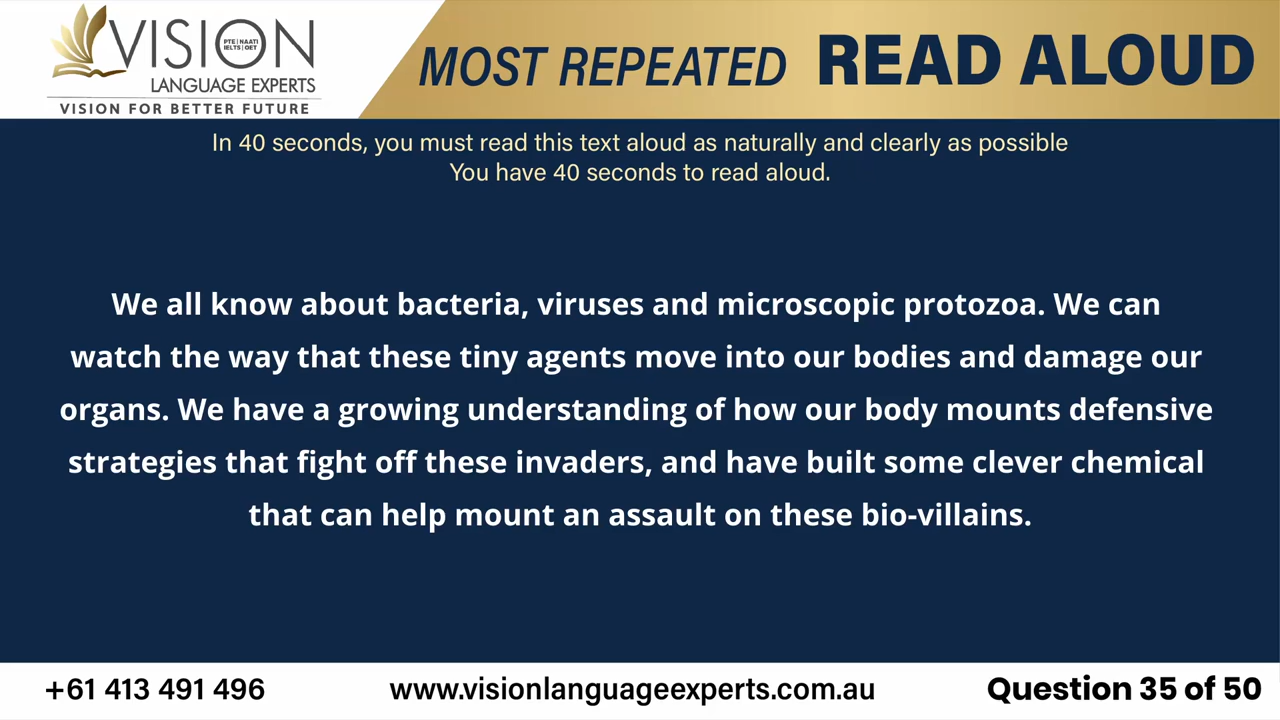 VISION
PTE | NAATI
IELTS | OET
LANGUAGE EXPERTS
VISION FOR BETTER FUTURE
MOST REPEATED READ ALOUD
In 40 seconds, you must read this text aloud as naturally and clearly as possible
You have 40 seconds to read aloud.
We all know about bacteria, viruses and microscopic protozoa. We can
watch the way that these tiny agents move into our bodies and damage our
organs. We have a growing understanding of how our body mounts defensive
strategies that fight off these invaders, and have built some clever chemical
that can help mount an assault on these bio-villains.
+61 413 491 496
www.visionlanguageexperts.com.au
Question 35 of 50